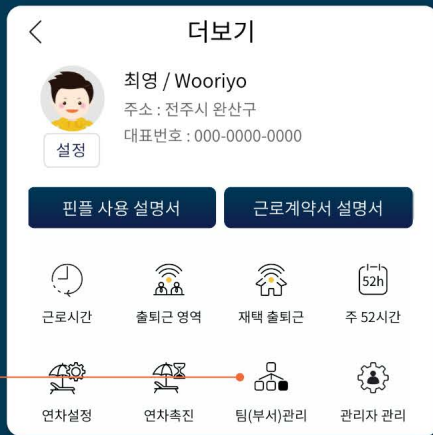 더보기
최영 / Wooriyo
주소 : 전주시 완산구
대표번호 : 000-0000-0000
설정
핀플 사용 설명서 근로계약서 설명서
52h
근로시간 출퇴근 영역 재택 출퇴근 주 52시간
연차설정 연차촉진 팀(부서)관리 관리자 관리